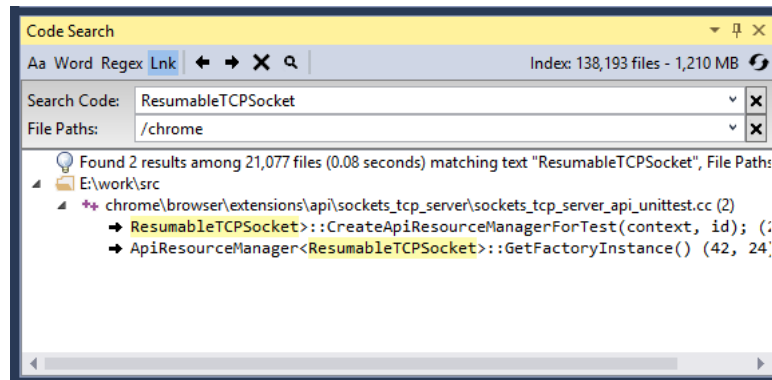 Code Search
Aa Word Regex Lnk Index: 138,193 files - 1,210 MB
Search Code: ResumableTCPSocket
File Paths: /chrome
Found 2 results among 21,077 files (0.08 seconds) matching text "ResumableTCPSocket", File Paths
E:\work\src
chrome\browser\extensions\api\sockets_tcp_server\sockets_tcp_server_api_unittest.cc (2)
ResumableTCPSocket>::CreateApiResourceManagerForTest(context, id); (2
ApiResourceManager<ResumableTCPSocket>::GetFactoryInstance() (42, 24)